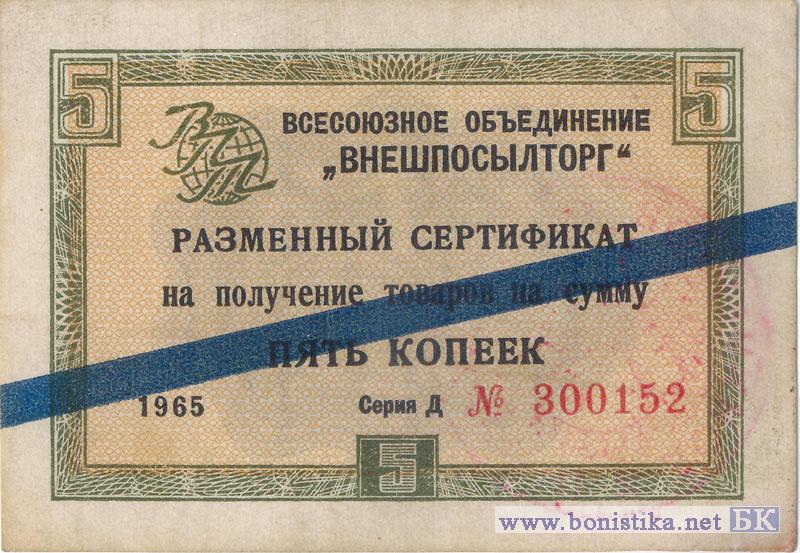 5 5
ВПТ
ВСЕСОЮЗНОЕ ОБЪЕДИНЕНИЕ
„ВНЕШПОСЫЛТОРГ“
РАЗМЕННЫЙ СЕРТИФИКАТ
на получение товаров на сумму
ПЯТЬ КОПЕЕК
1965 Серия Д № 300152
5
www.bonistika.net БК